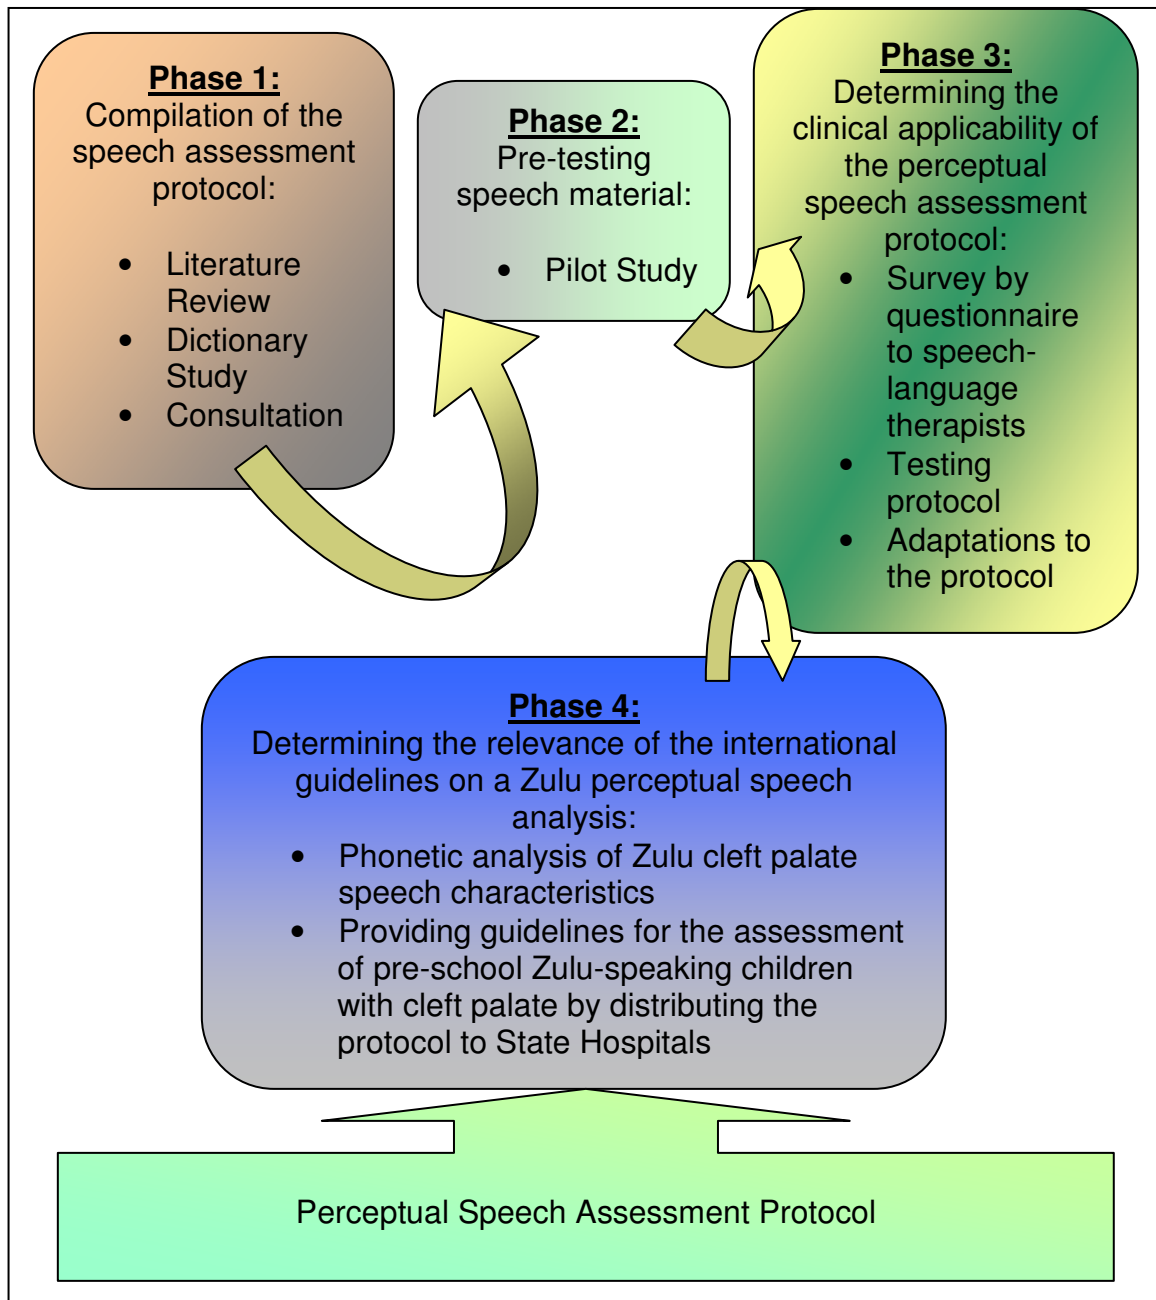 Phase 1:
Compilation of the
speech assessment
protocol:
• Literature
Review
• Dictionary
Study
• Consultation
Phase 2:
Pre-testing
speech material:
• Pilot Study
Phase 3:
Determining the
clinical applicability of
the perceptual
speech assessment
protocol:
• Survey by
questionnaire
to speech-
language
therapists
• Testing
protocol
• Adaptations to
the protocol
Phase 4:
Determining the relevance of the international
guidelines on a Zulu perceptual speech
analysis:
• Phonetic analysis of Zulu cleft palate
speech characteristics
• Providing guidelines for the assessment
of pre-school Zulu-speaking children
with cleft palate by distributing the
protocol to State Hospitals
Perceptual Speech Assessment Protocol